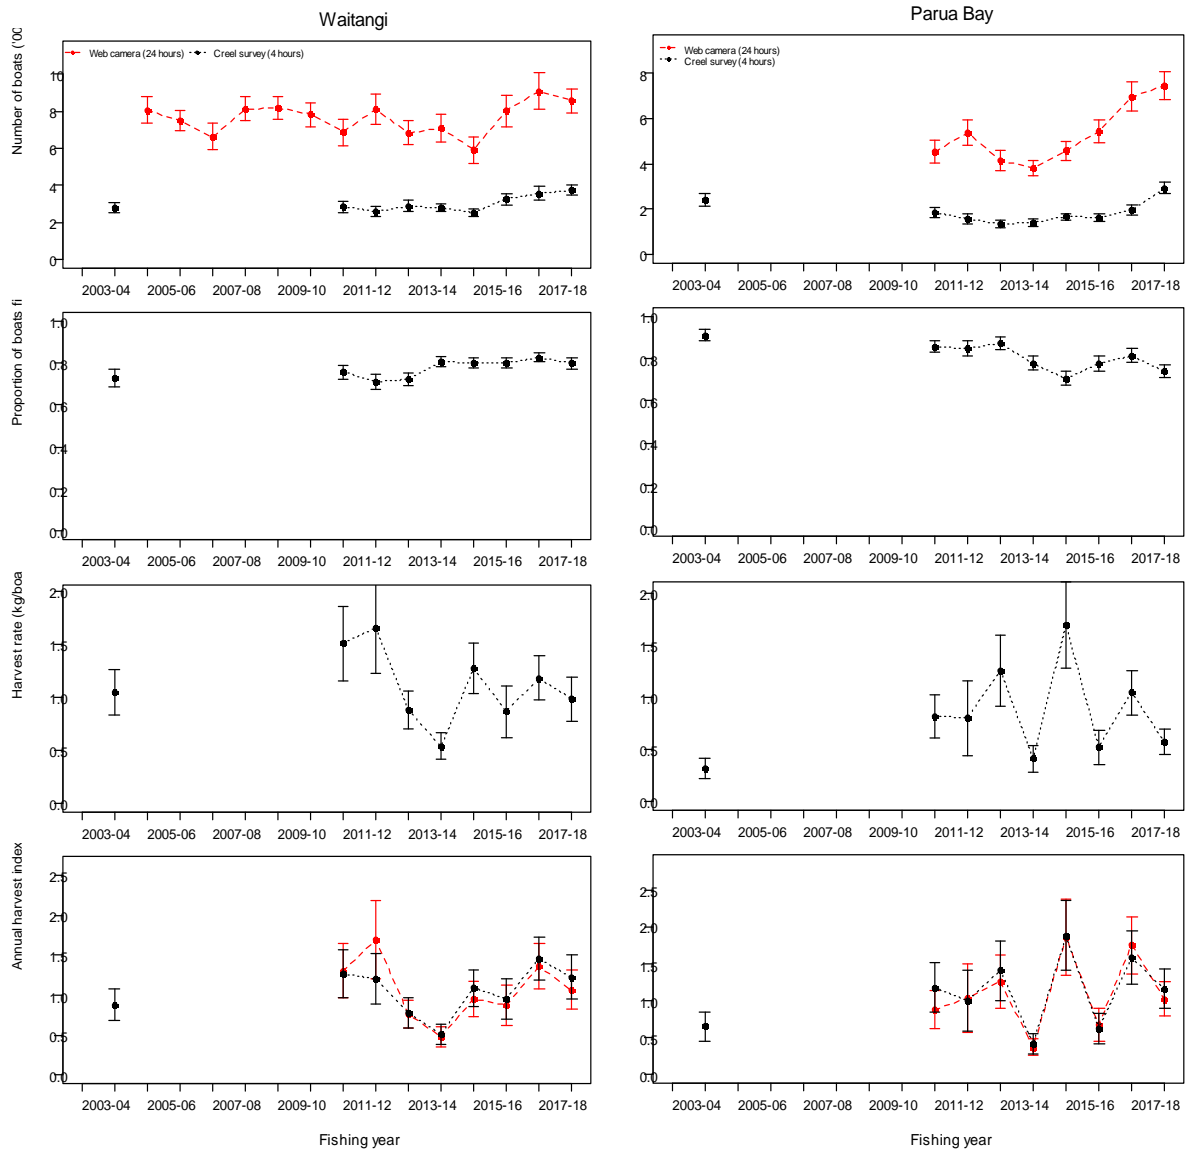 Waitangi
Number of boats ('00
Web camera (24 hours) Creel survey (4 hours)
10
8
6
4
2
0
2003-04 2005-06 2007-08 2009-10 2011-12 2013-14 2015-16 2017-18
Proportion of boats fi
1.0
0.8
0.6
0.4
0.2
0.0
2003-04 2005-06 2007-08 2009-10 2011-12 2013-14 2015-16 2017-18
Harvest rate (kg/boa
2.0
1.5
1.0
0.5
0.0
2003-04 2005-06 2007-08 2009-10 2011-12 2013-14 2015-16 2017-18
Annual harvest index
2.5
2.0
1.5
1.0
0.5
0.0
2003-04 2005-06 2007-08 2009-10 2011-12 2013-14 2015-16 2017-18
Fishing year
Parua Bay
Web camera (24 hours)
Creel survey (4 hours)
8
6
4
2
0
2003-04 2005-06 2007-08 2009-10 2011-12 2013-14 2015-16 2017-18
1.0
0.8
0.6
0.4
0.2
0.0
2003-04 2005-06 2007-08 2009-10 2011-12 2013-14 2015-16 2017-18
2.0
1.5
1.0
0.5
0.0
2003-04 2005-06 2007-08 2009-10 2011-12 2013-14 2015-16 2017-18
2.5
2.0
1.5
1.0
0.5
0.0
2003-04 2005-06 2007-08 2009-10 2011-12 2013-14 2015-16 2017-18
Fishing year